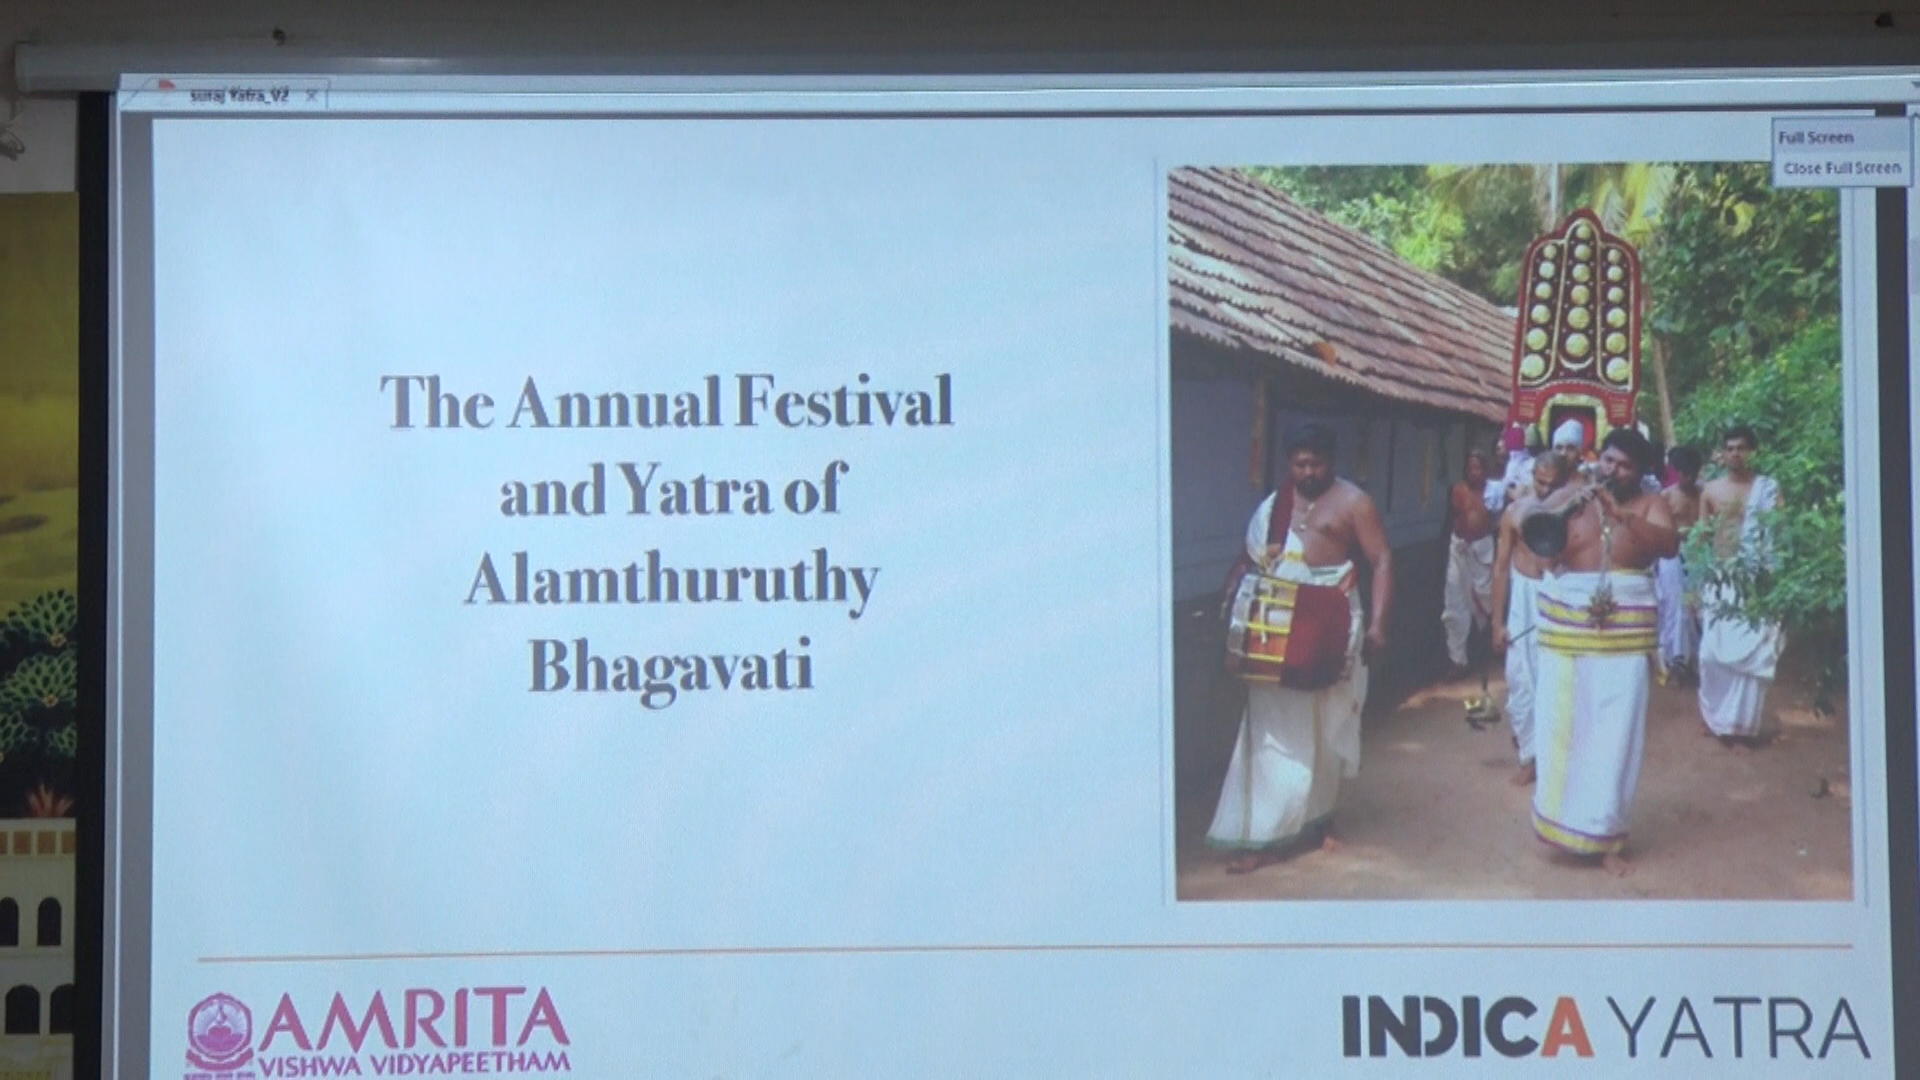 suraj Yatra_V2
Full Screen
Close Full Screen
The Annual Festival
and Yatra of
Alamthuruthy
Bhagavati
AMRITA
VISHWA VIDYAPEETHAM
INDICA YATRA